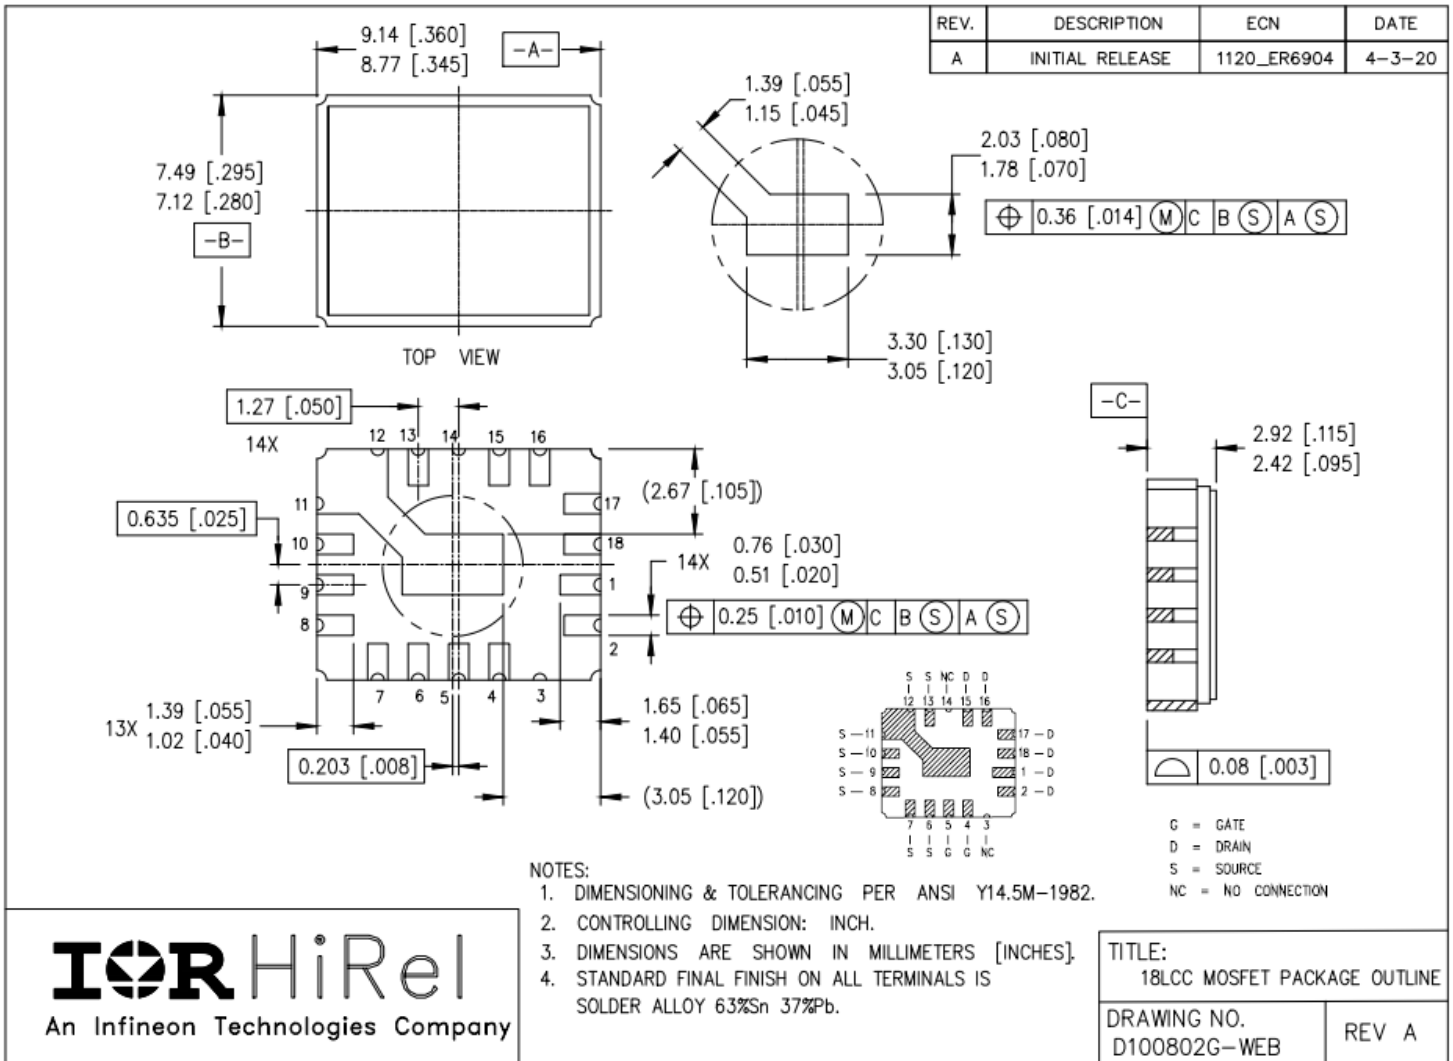 REV. DESCRIPTION ECN DATE
A INITIAL RELEASE 1120_ER6904 4-3-20
9.14 [.360]
8.77 [.345]
-A-
7.49 [.295]
7.12 [.280]
-B-
TOP VIEW
1.39 [.055]
1.15 [.045]
2.03 [.080]
1.78 [.070]
⌖ 0.36 [.014] Ⓜ C B Ⓢ A Ⓢ
3.30 [.130]
3.05 [.120]
1.27 [.050]
14X
12 13 14 15 16
11
10
9
8
17
18
1
2
7 6 5 4 3
0.635 [.025]
(2.67 [.105])
14X 0.76 [.030]
0.51 [.020]
⌖ 0.25 [.010] Ⓜ C B Ⓢ A Ⓢ
13X 1.39 [.055]
1.02 [.040]
0.203 [.008]
1.65 [.065]
1.40 [.055]
(3.05 [.120])
-C-
2.92 [.115]
2.42 [.095]
0.08 [.003]
S S NC D D
12 13 14 15 16
S - 11
S - 10
S - 9
S - 8
17 - D
18 - D
1 - D
2 - D
7 6 5 4 3
S S G G NC
G = GATE
D = DRAIN
S = SOURCE
NC = NO CONNECTION
NOTES:
1. DIMENSIONING & TOLERANCING PER ANSI Y14.5M-1982.
2. CONTROLLING DIMENSION: INCH.
3. DIMENSIONS ARE SHOWN IN MILLIMETERS [INCHES].
4. STANDARD FINAL FINISH ON ALL TERMINALS IS
SOLDER ALLOY 63%Sn 37%Pb.
IOR HiRel
An Infineon Technologies Company
TITLE:
18LCC MOSFET PACKAGE OUTLINE
DRAWING NO.
D100802G-WEB
REV A